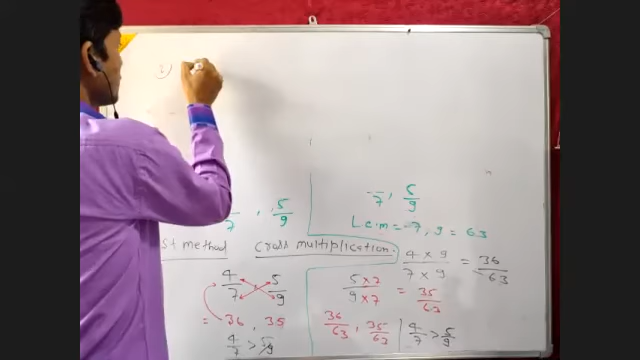 7 , 5/9
7 , 5/9
L.C.M = 7, 9 = 63
st method cross multiplication.
4/7 5/9
= 36 , 35
4/7 > 5/9
4 × 9 / 7 × 9 = 36/63
5 × 7 / 9 × 7 = 35/63
36/63 , 35/63
4/7 > 5/9